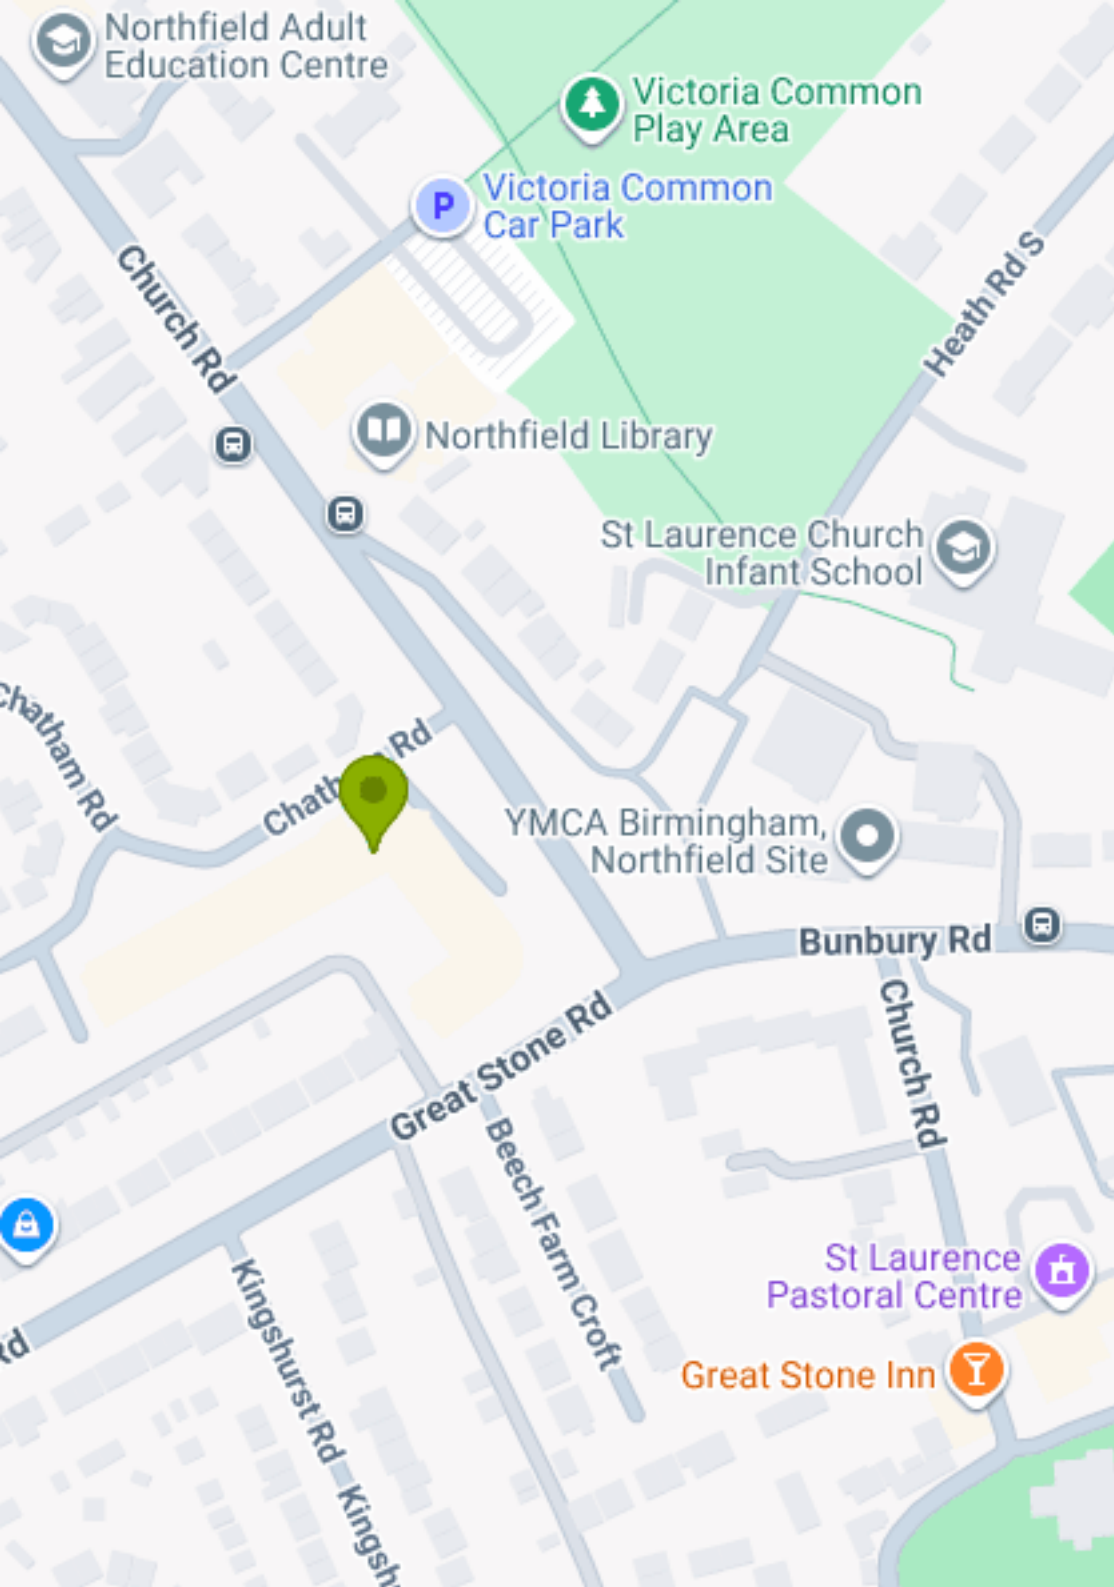 Northfield Adult
Education Centre
Victoria Common
Play Area
P
Victoria Common
Car Park
Church Rd
Heath Rd S
Northfield Library
St Laurence Church
Infant School
Chatham Rd
YMCA Birmingham,
Northfield Site
Bunbury Rd
Church Rd
Great Stone Rd
Beech Farm Croft
St Laurence
Pastoral Centre
Rd
Great Stone Inn
Kingshurst Rd